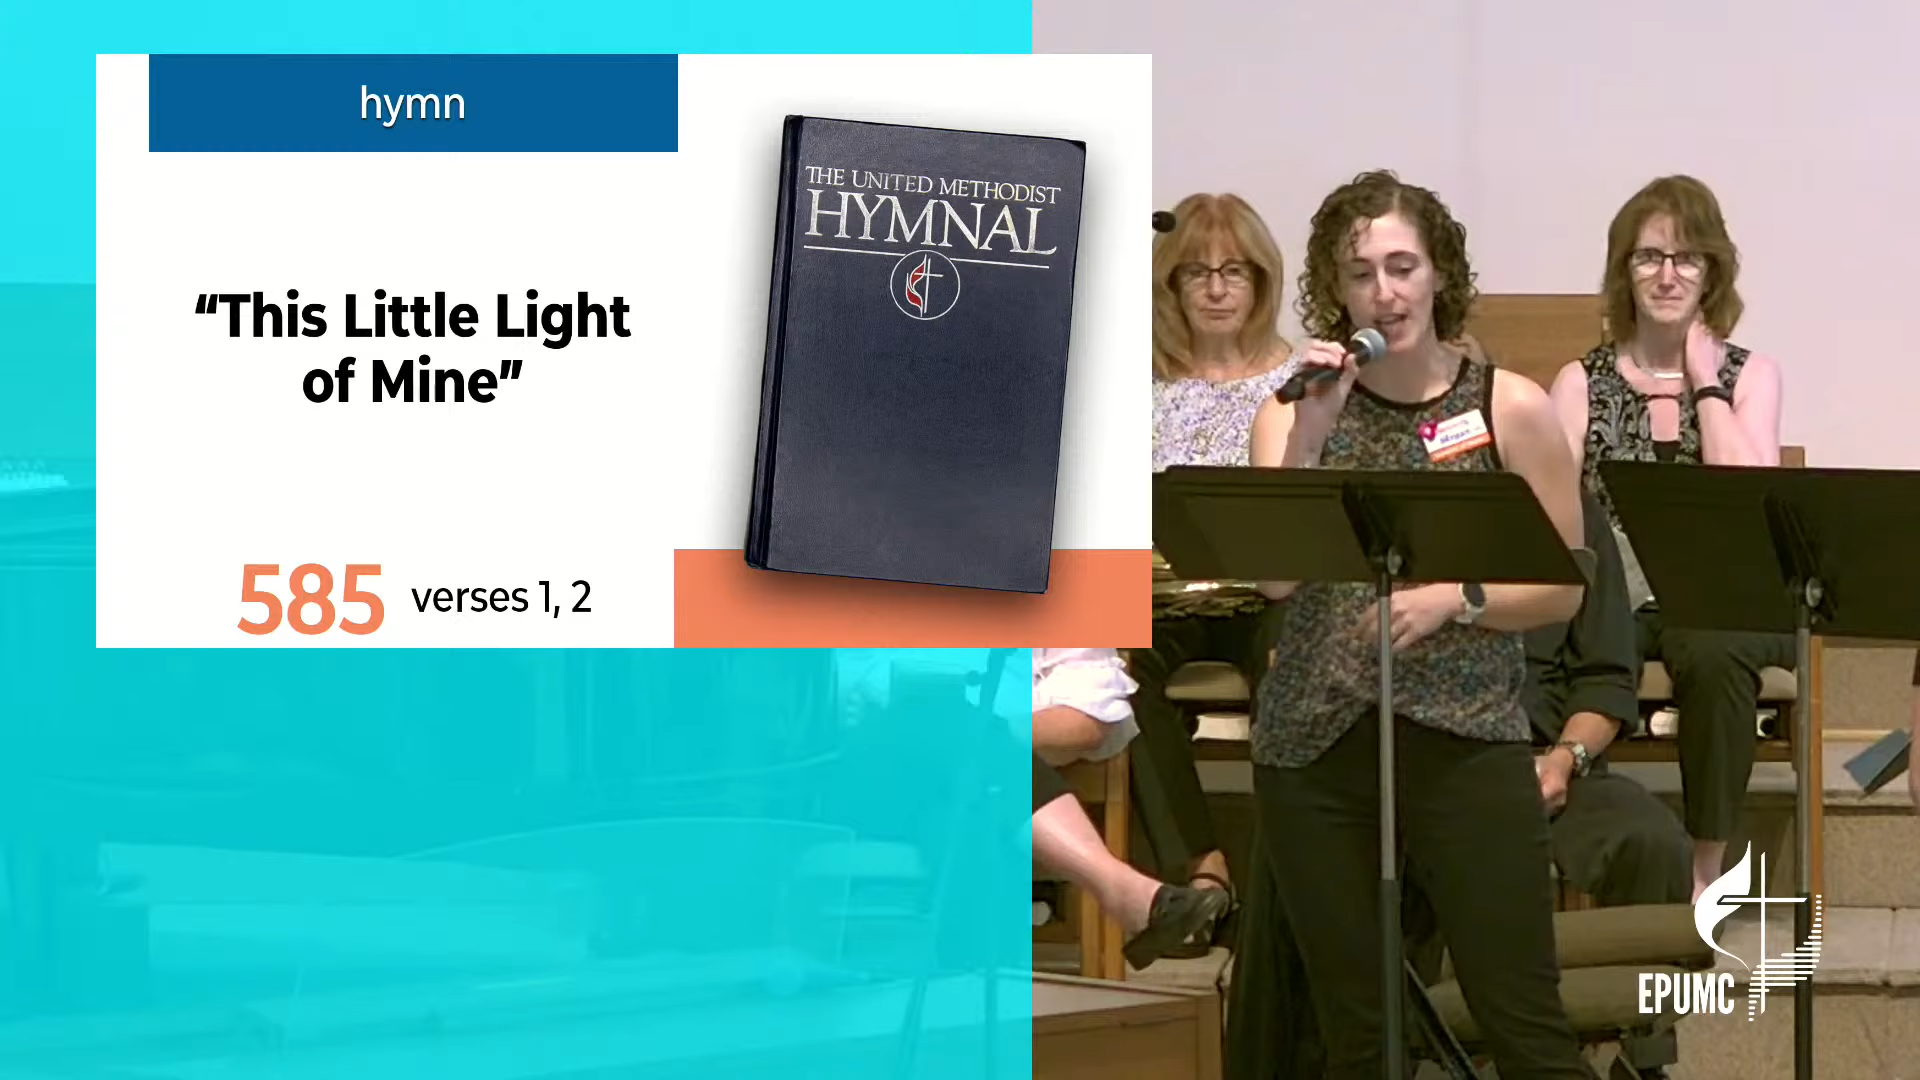 hymn
“This Little Light
of Mine”
585 verses 1, 2
THE UNITED METHODIST
HYMNAL
EPUMC